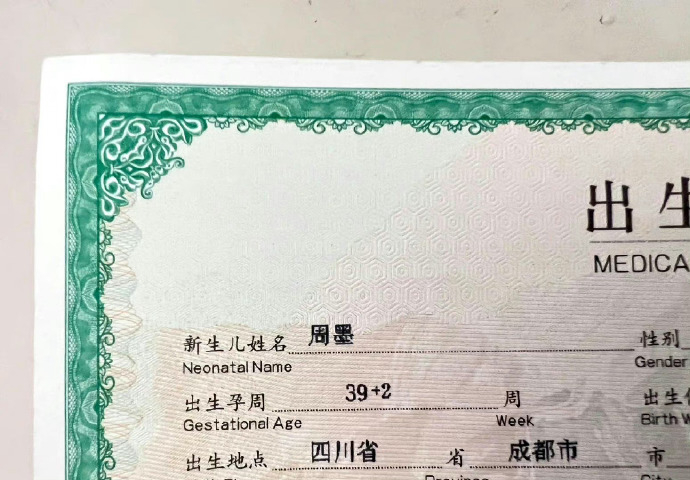 出生
MEDICA
新生儿姓名 周墨 性别
Neonatal Name Gender
出生孕周 39+2 周 出生
Gestational Age Week Birth W
出生地点 四川省 省 成都市 市